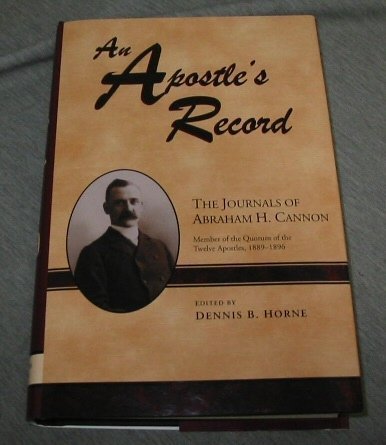 An
Apostle's
Record
THE JOURNALS OF
ABRAHAM H. CANNON
Member of the Quorum of the
Twelve Apostles, 1889–1896
EDITED BY
DENNIS B. HORNE